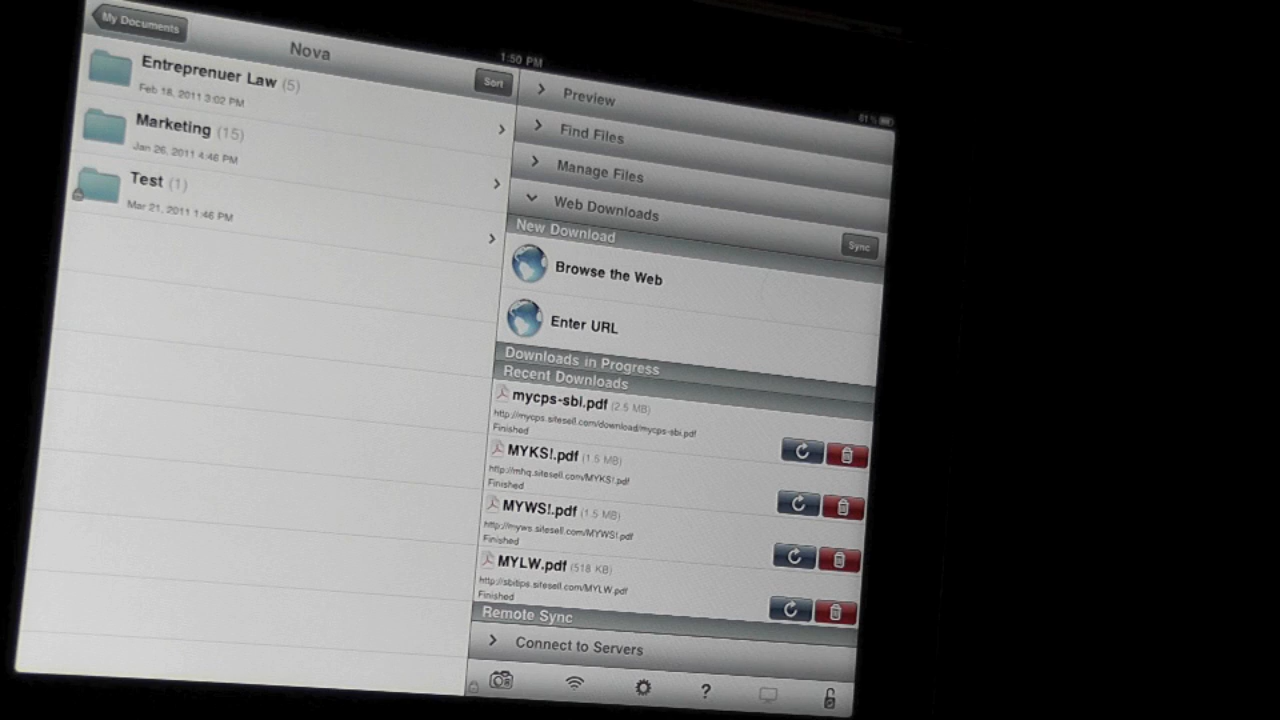 My Documents
Nova
Sort
Entreprenuer Law (5)
Feb 18, 2011 3:02 PM
Marketing (15)
Jan 26, 2011 4:46 PM
Test (1)
Mar 21, 2011 1:46 PM
1:50 PM
81%
Preview
Find Files
Manage Files
Web Downloads
Sync
New Download
Browse the Web
Enter URL
Downloads in Progress
Recent Downloads
mycps-sbi.pdf (2.5 MB)
http://mycps.sitesell.com/download/mycps-sbi.pdf
Finished
MYKS!.pdf (1.5 MB)
http://mhq.sitesell.com/MYKS!.pdf
Finished
MYWS!.pdf (1.5 MB)
http://myws.sitesell.com/MYWS!.pdf
Finished
MYLW.pdf (518 KB)
http://sbitips.sitesell.com/MYLW.pdf
Finished
Remote Sync
Connect to Servers
?